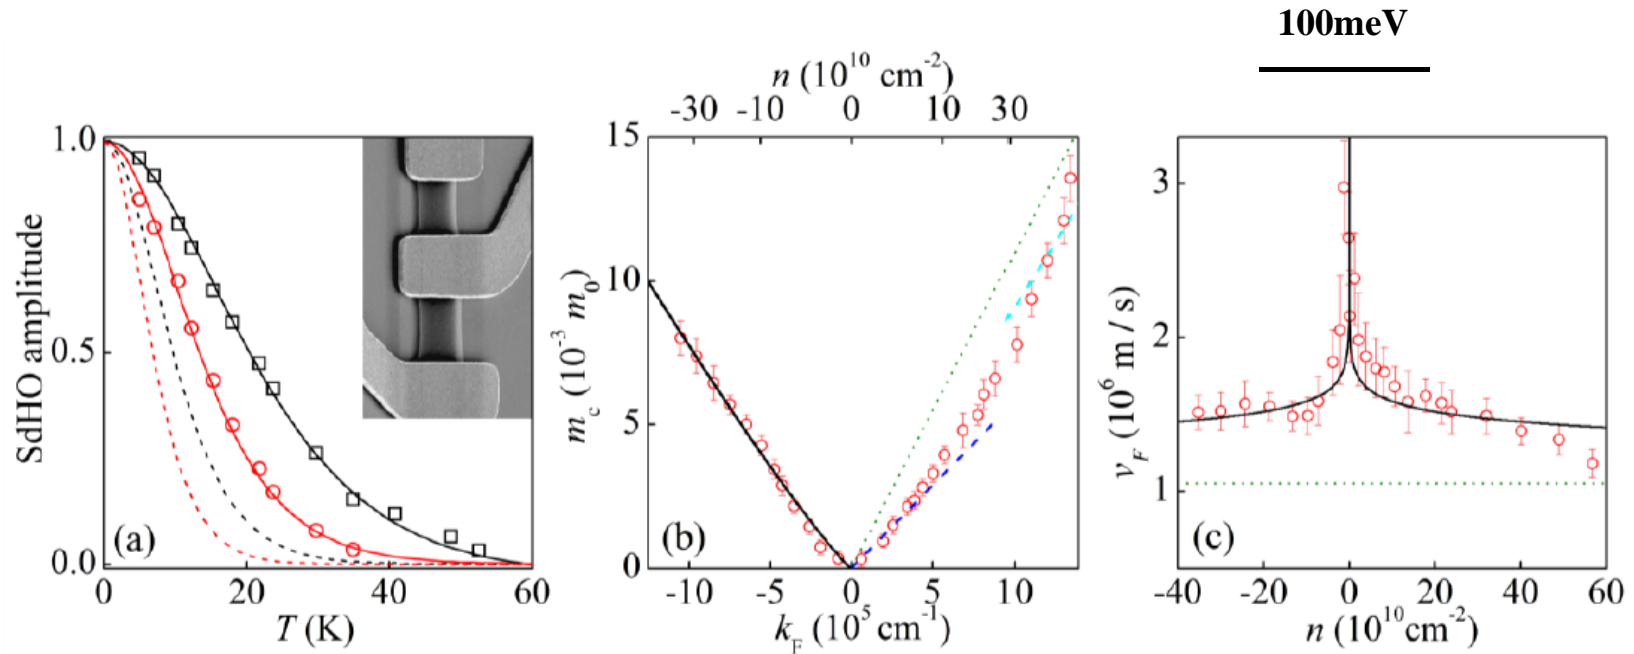 100meV
SdHO amplitude
1.0
0.5
0.0
(a)
0 20 40 60
T (K)
n (10^10 cm^-2)
-30 -10 0 10 30
m_c (10^-3 m_0)
15
10
5
0
(b)
-10 -5 0 5 10
k_F (10^5 cm^-1)
v_F (10^6 m / s)
3
2
1
(c)
-40 -20 0 20 40 60
n (10^10 cm^-2)